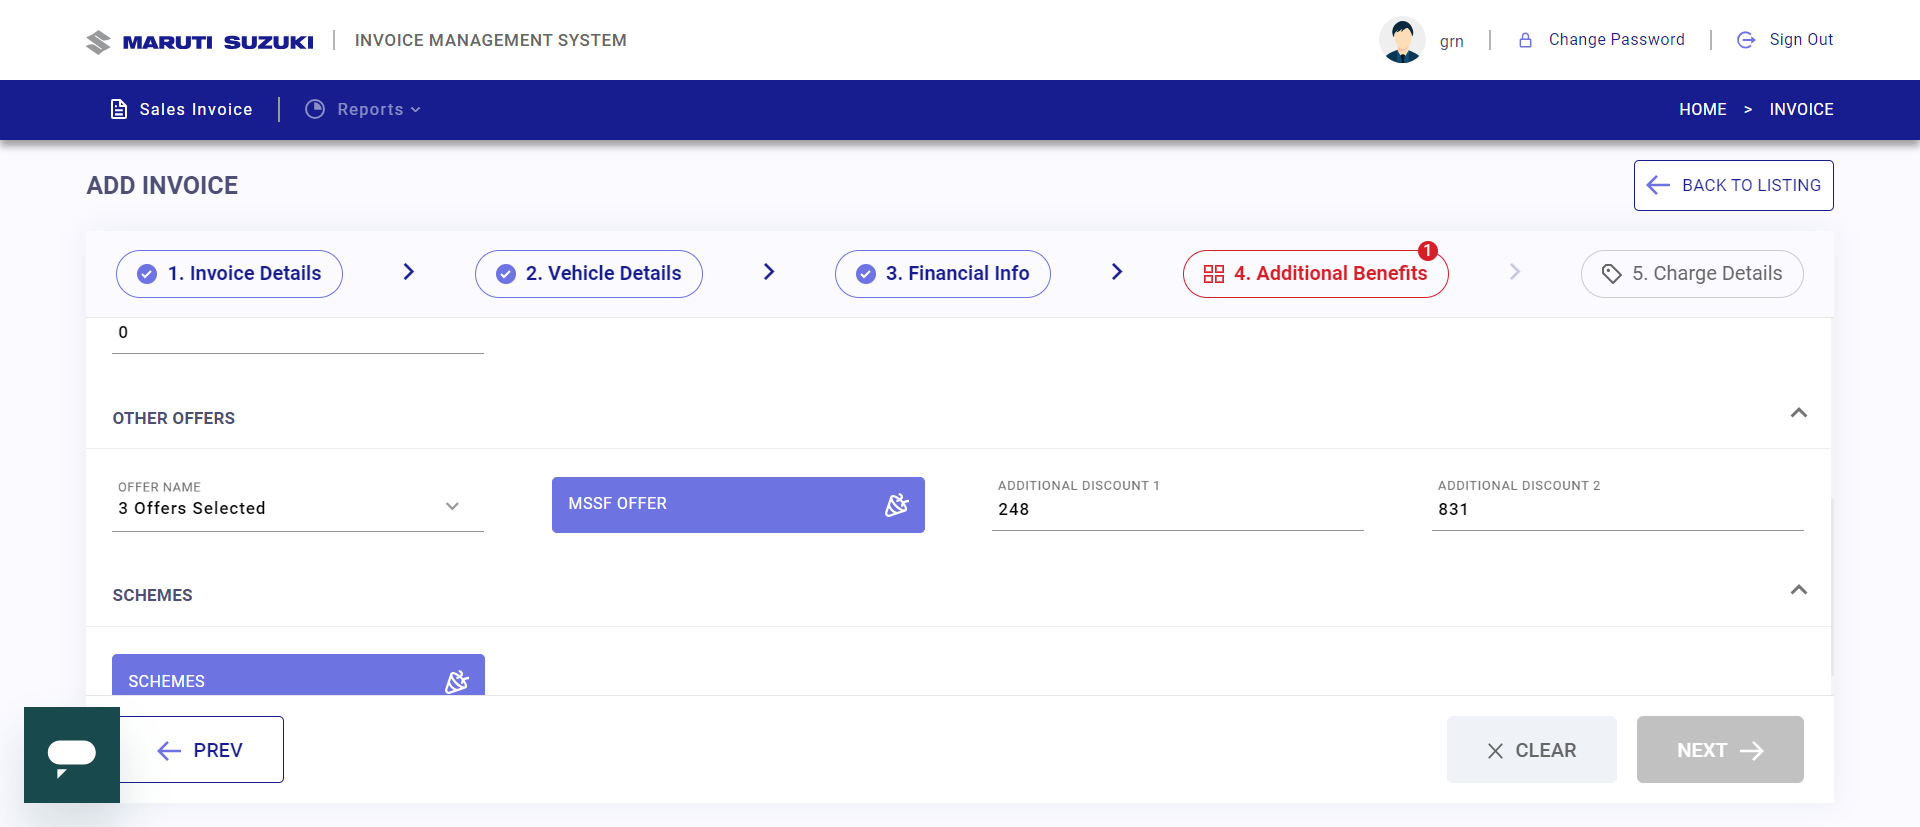 MARUTI SUZUKI
INVOICE MANAGEMENT SYSTEM
grn
Change Password
Sign Out
Sales Invoice
Reports
HOME > INVOICE
ADD INVOICE
BACK TO LISTING
1. Invoice Details
2. Vehicle Details
3. Financial Info
4. Additional Benefits
1
5. Charge Details
0
OTHER OFFERS
OFFER NAME
3 Offers Selected
MSSF OFFER
ADDITIONAL DISCOUNT 1
248
ADDITIONAL DISCOUNT 2
831
SCHEMES
SCHEMES
PREV
CLEAR
NEXT